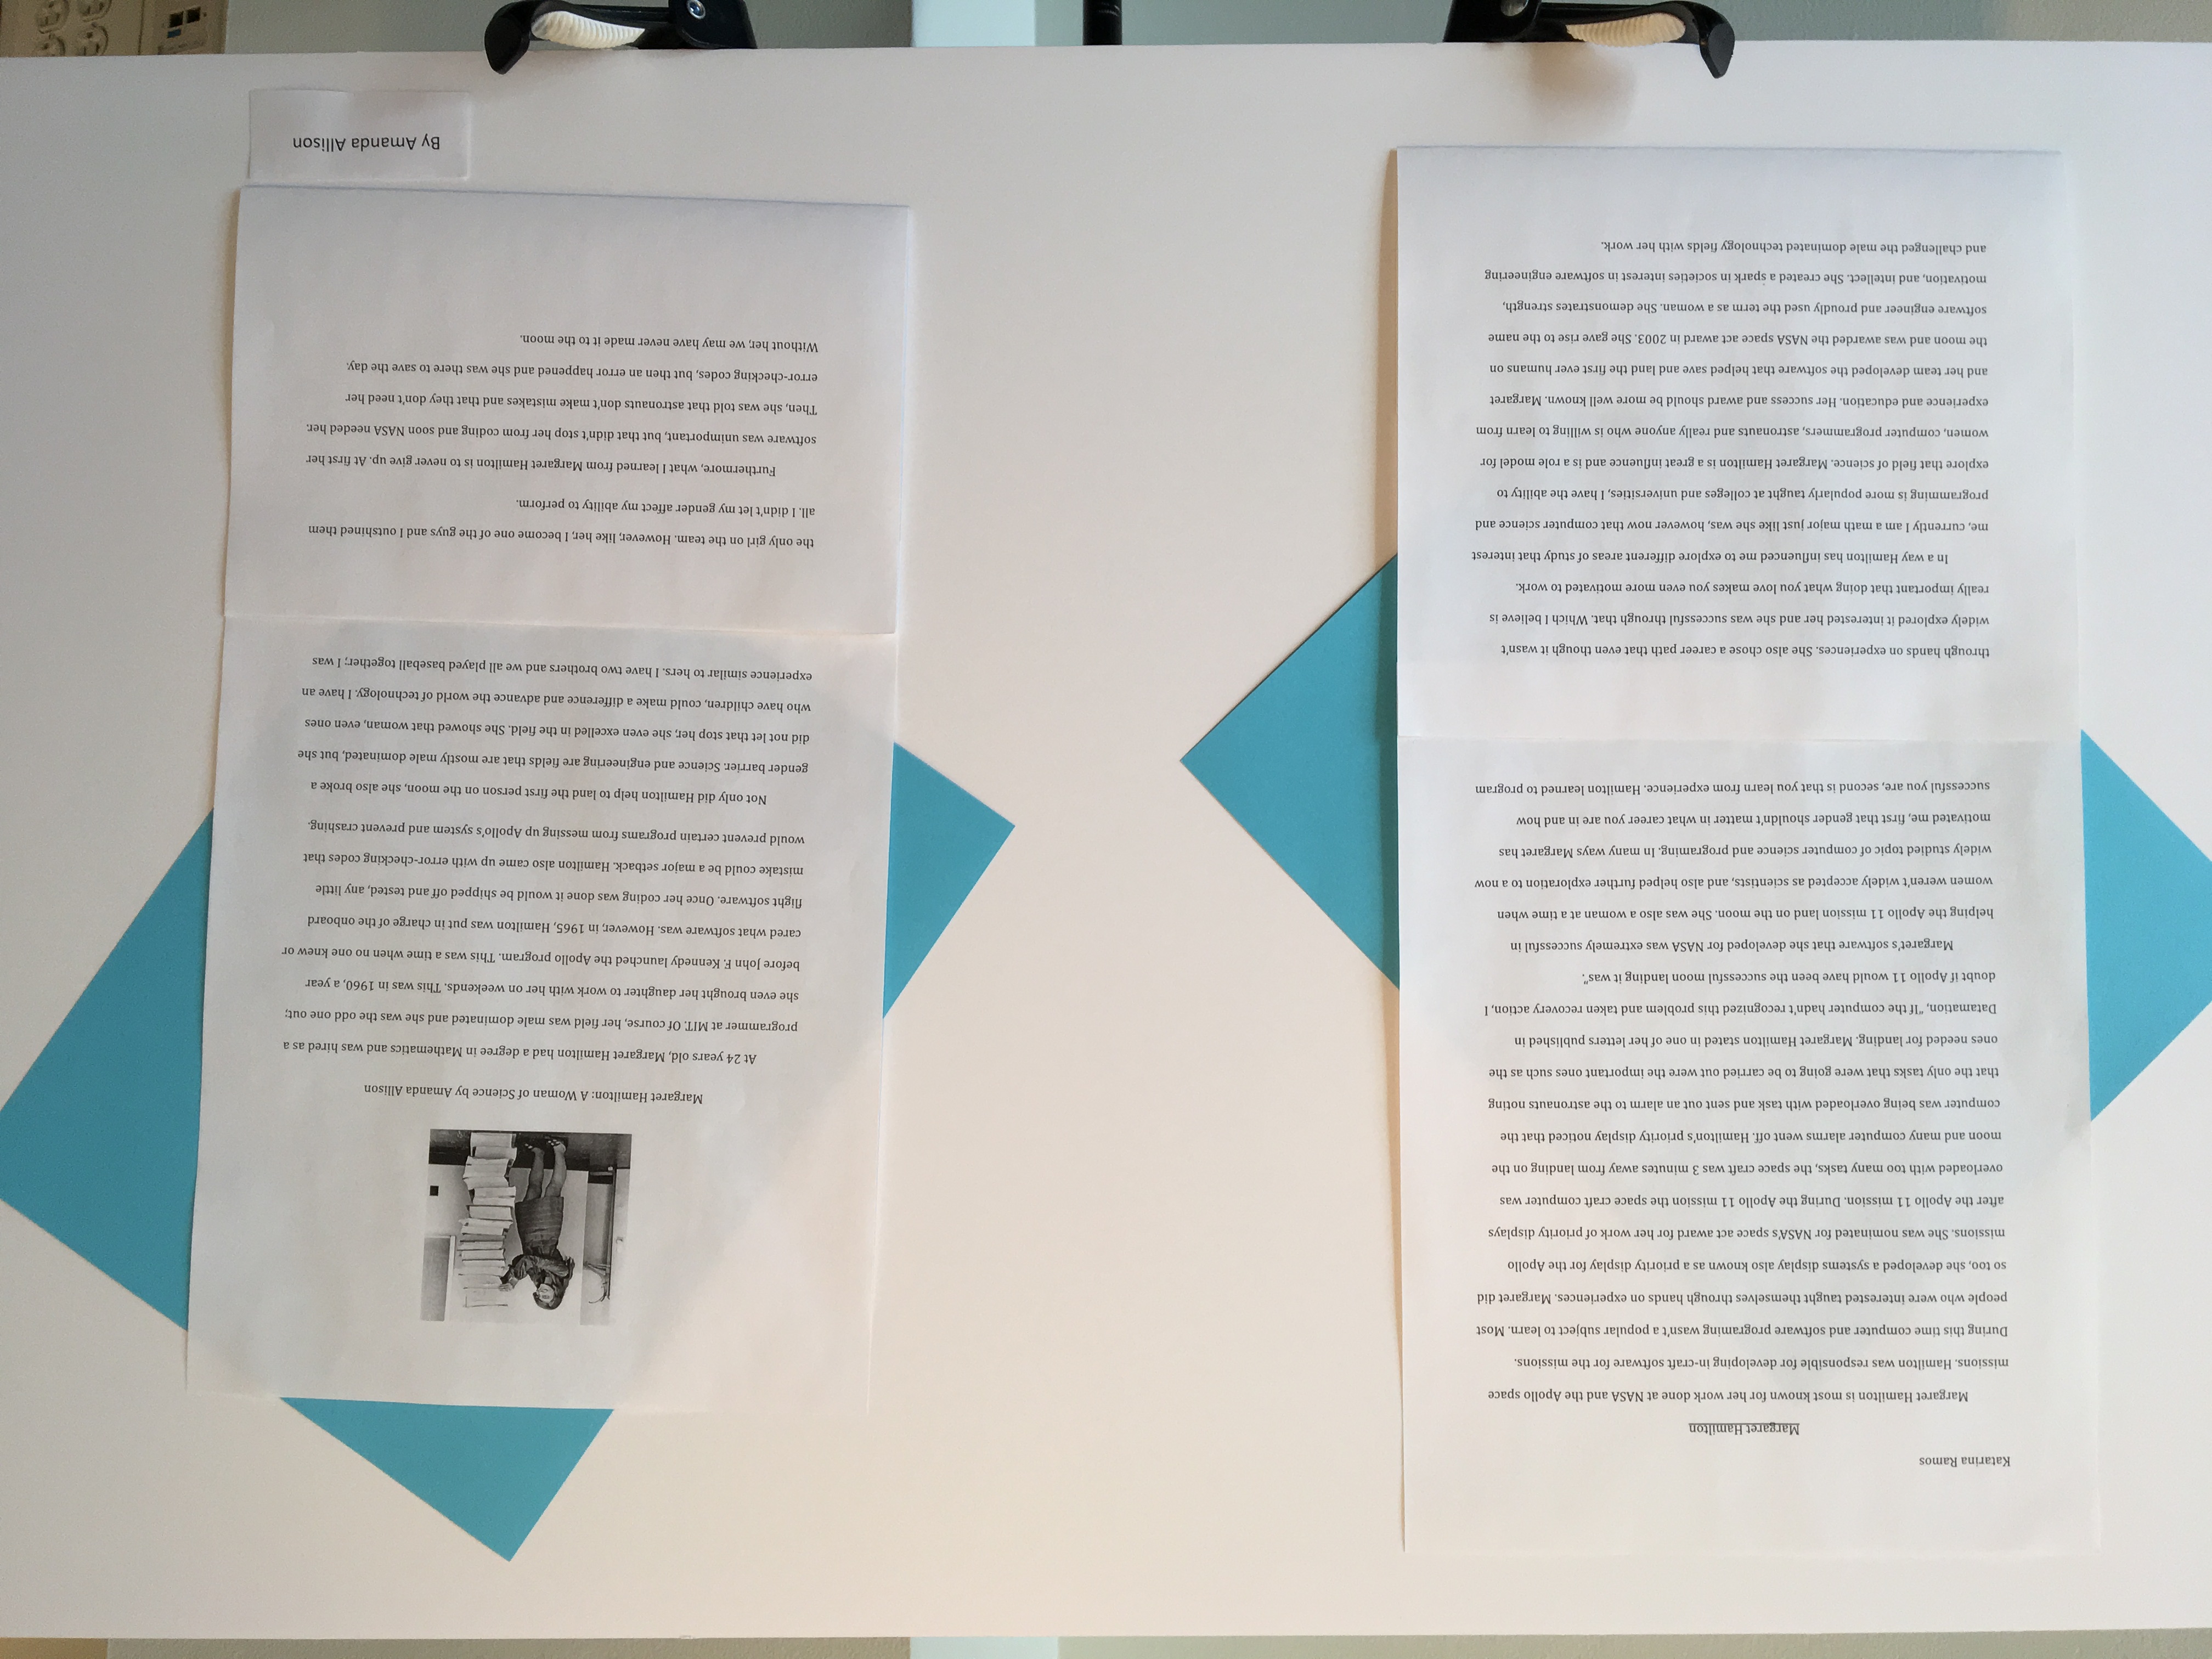 Katarina Ramos
Margaret Hamilton
Margaret Hamilton is most known for her work done at NASA and the Apollo space
missions. Hamilton was responsible for developing in-craft software for the missions.
During this time computer and software programing wasn't a popular subject to learn. Most
people who were interested taught themselves through hands on experiences. Margaret did
so too, she developed a systems display also known as a priority display for the Apollo
missions. She was nominated for NASA's space act award for her work of priority displays
after the Apollo 11 mission. During the Apollo 11 mission the space craft computer was
overloaded with too many tasks, the space craft was 3 minutes away from landing on the
moon and many computer alarms went off. Hamilton's priority display noticed that the
computer was being overloaded with task and sent out an alarm to the astronauts noting
that the only tasks that were going to be carried out were the important ones such as the
ones needed for landing. Margaret Hamilton stated in one of her letters published in
Datamation, "If the computer hadn't recognized this problem and taken recovery action, I
doubt if Apollo 11 would have been the successful moon landing it was".
Margaret's software that she developed for NASA was extremely successful in
helping the Apollo 11 mission land on the moon. She was also a woman at a time when
women weren't widely accepted as scientists, and also helped further exploration to a now
widely studied topic of computer science and programing. In many ways Margaret has
motivated me, first that gender shouldn't matter in what career you are in and how
successful you are, second is that you learn from experience. Hamilton learned to program
through hands on experiences. She also chose a career path that even though it wasn't
widely explored it interested her and she was successful through that. Which I believe is
really important that doing what you love makes you even more motivated to work.
In a way Hamilton has influenced me to explore different areas of study that interest
me, currently I am a math major just like she was, however now that computer science and
programming is more popularly taught at colleges and universities, I have the ability to
explore that field of science. Margaret Hamilton is a great influence and is a role model for
women, computer programmers, astronauts and really anyone who is willing to learn from
experience and education. Her success and award should be more well known. Margaret
and her team developed the software that helped save and land the first ever humans on
the moon and was awarded the NASA space act award in 2003. She gave rise to the name
software engineer and proudly used the term as a woman. She demonstrates strength,
motivation, and intellect. She created a spark in societies interest in software engineering
and challenged the male dominated technology fields with her work.
Margaret Hamilton: A Woman of Science by Amanda Allison
At 24 years old, Margaret Hamilton had a degree in Mathematics and was hired as a
programmer at MIT. Of course, her field was male dominated and she was the odd one out;
she even brought her daughter to work with her on weekends. This was in 1960, a year
before John F. Kennedy launched the Apollo program. This was a time when no one knew or
cared what software was. However, in 1965, Hamilton was put in charge of the onboard
flight software. Once her coding was done it would be shipped off and tested, any little
mistake could be a major setback. Hamilton also came up with error-checking codes that
would prevent certain programs from messing up Apollo's system and prevent crashing.
Not only did Hamilton help to land the first person on the moon, she also broke a
gender barrier. Science and engineering are fields that are mostly male dominated, but she
did not let that stop her, she even excelled in the field. She showed that woman, even ones
who have children, could make a difference and advance the world of technology. I have an
experience similar to hers. I have two brothers and we all played baseball together; I was
the only girl on the team. However, like her, I become one of the guys and I outshined them
all. I didn't let my gender affect my ability to perform.
Furthermore, what I learned from Margaret Hamilton is to never give up. At first her
software was unimportant, but that didn't stop her from coding and soon NASA needed her.
Then, she was told that astronauts don't make mistakes and that they don't need her
error-checking codes, but then an error happened and she was there to save the day.
Without her, we may have never made it to the moon.
By Amanda Allison